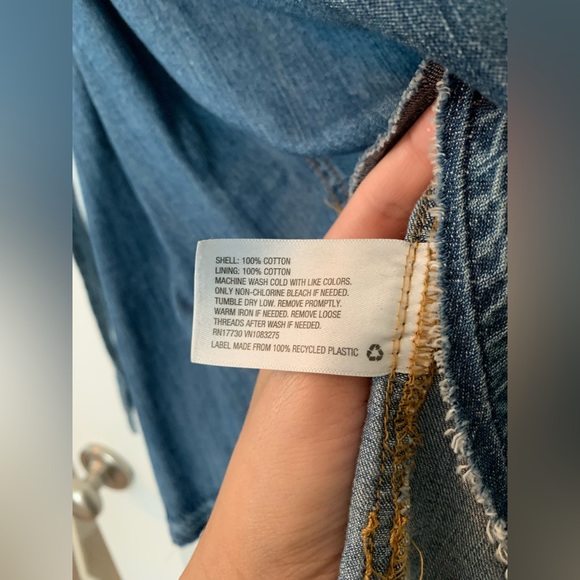 SHELL: 100% COTTON
LINING: 100% COTTON
MACHINE WASH COLD WITH LIKE COLORS.
ONLY NON-CHLORINE BLEACH IF NEEDED.
TUMBLE DRY LOW. REMOVE PROMPTLY.
WARM IRON IF NEEDED. REMOVE LOOSE
THREADS AFTER WASH IF NEEDED.
RN17730 VN1083275
LABEL MADE FROM 100% RECYCLED PLASTIC